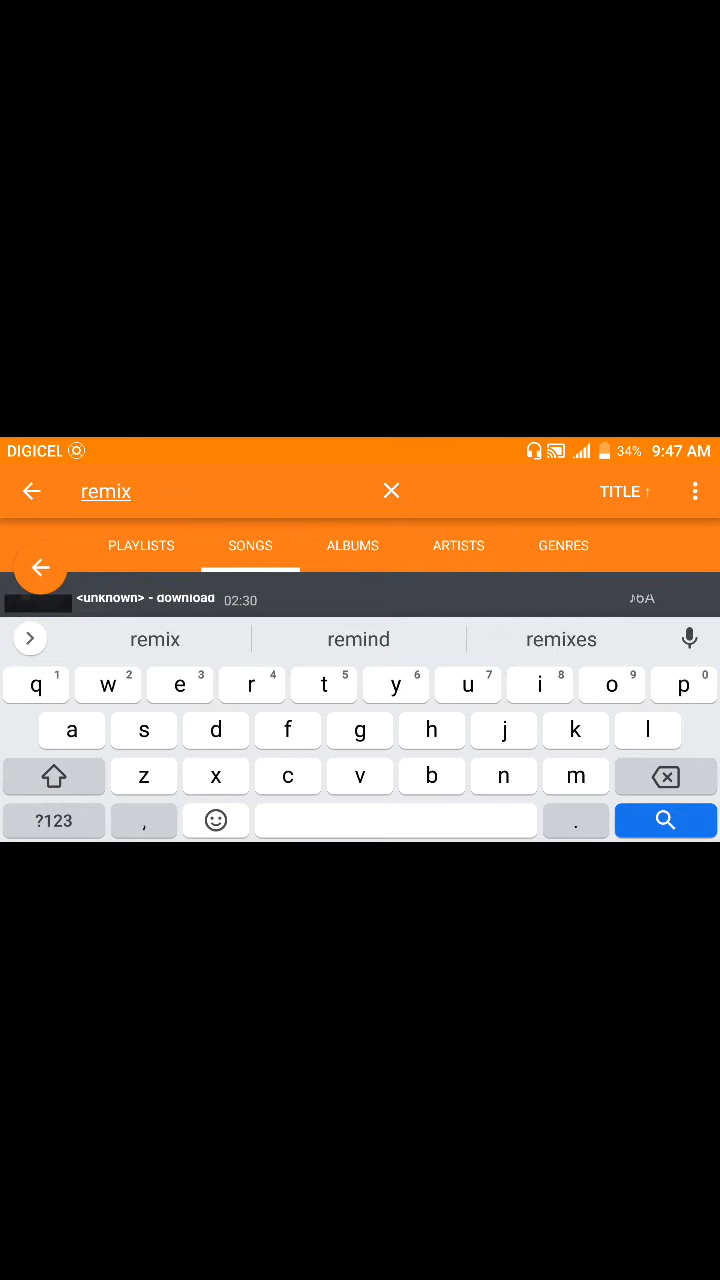 DIGICEL 34% 9:47 AM
remix TITLE ↑
PLAYLISTS SONGS ALBUMS ARTISTS GENRES
<unknown> - download 02:30 ♪6A
remix remind remixes
q 1 w 2 e 3 r 4 t 5 y 6 u 7 i 8 o 9 p 0
a s d f g h j k l
z x c v b n m
?123 , .